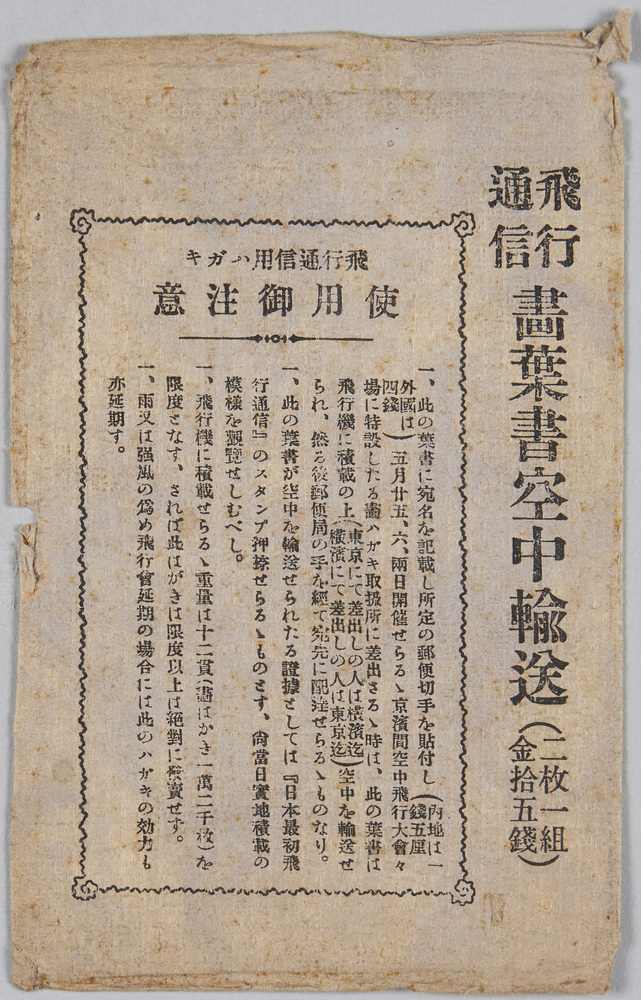 飛行通信 畫葉書空中輸送(二枚一組 金拾五錢)
飛行通信用ハガキ
使用御注意
一、此の葉書に宛名を記載し所定の郵便切手を貼付し(內地は一錢五厘
外國は四錢)五月廿五、六、兩日開催せらるゝ京濱間空中飛行大會々
場に特設したる畵ハガキ取扱所に差出さるゝ時は、此の葉書は
飛行機に積載の上(東京にて差出しの人は橫濱迄 橫濱にて差出しの人は東京迄)空中を輸送せ
られ、然る後郵便局の手を經て宛先に配達せらるゝものなり。
一、此の葉書が空中を輸送せられたる證據としては『日本最初飛
行通信』のスタンプ押捺せらるゝものとす、尙當日實地積載の
模樣を觀覽せしむべし。
一、飛行機に積載せらるゝ重量は十二貫(畵はがき一萬二千枚)を
限度となす、されば此はがきは限度以上は絕對に發賣せず。
一、雨又は强風の爲め飛行會延期の場合には此のハガキの効力も
亦延期す。